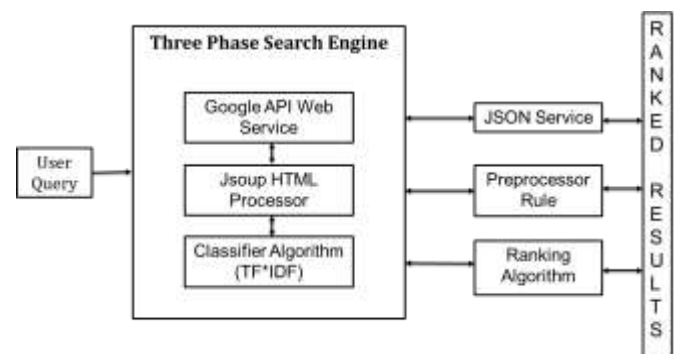 Three Phase Search Engine
Google API Web
Service
Jsoup HTML
Processor
Classifier Algorithm
(TF*IDF)
User
Query
JSON Service
Preprocessor
Rule
Ranking
Algorithm
R
A
N
K
E
D
R
E
S
U
L
T
S